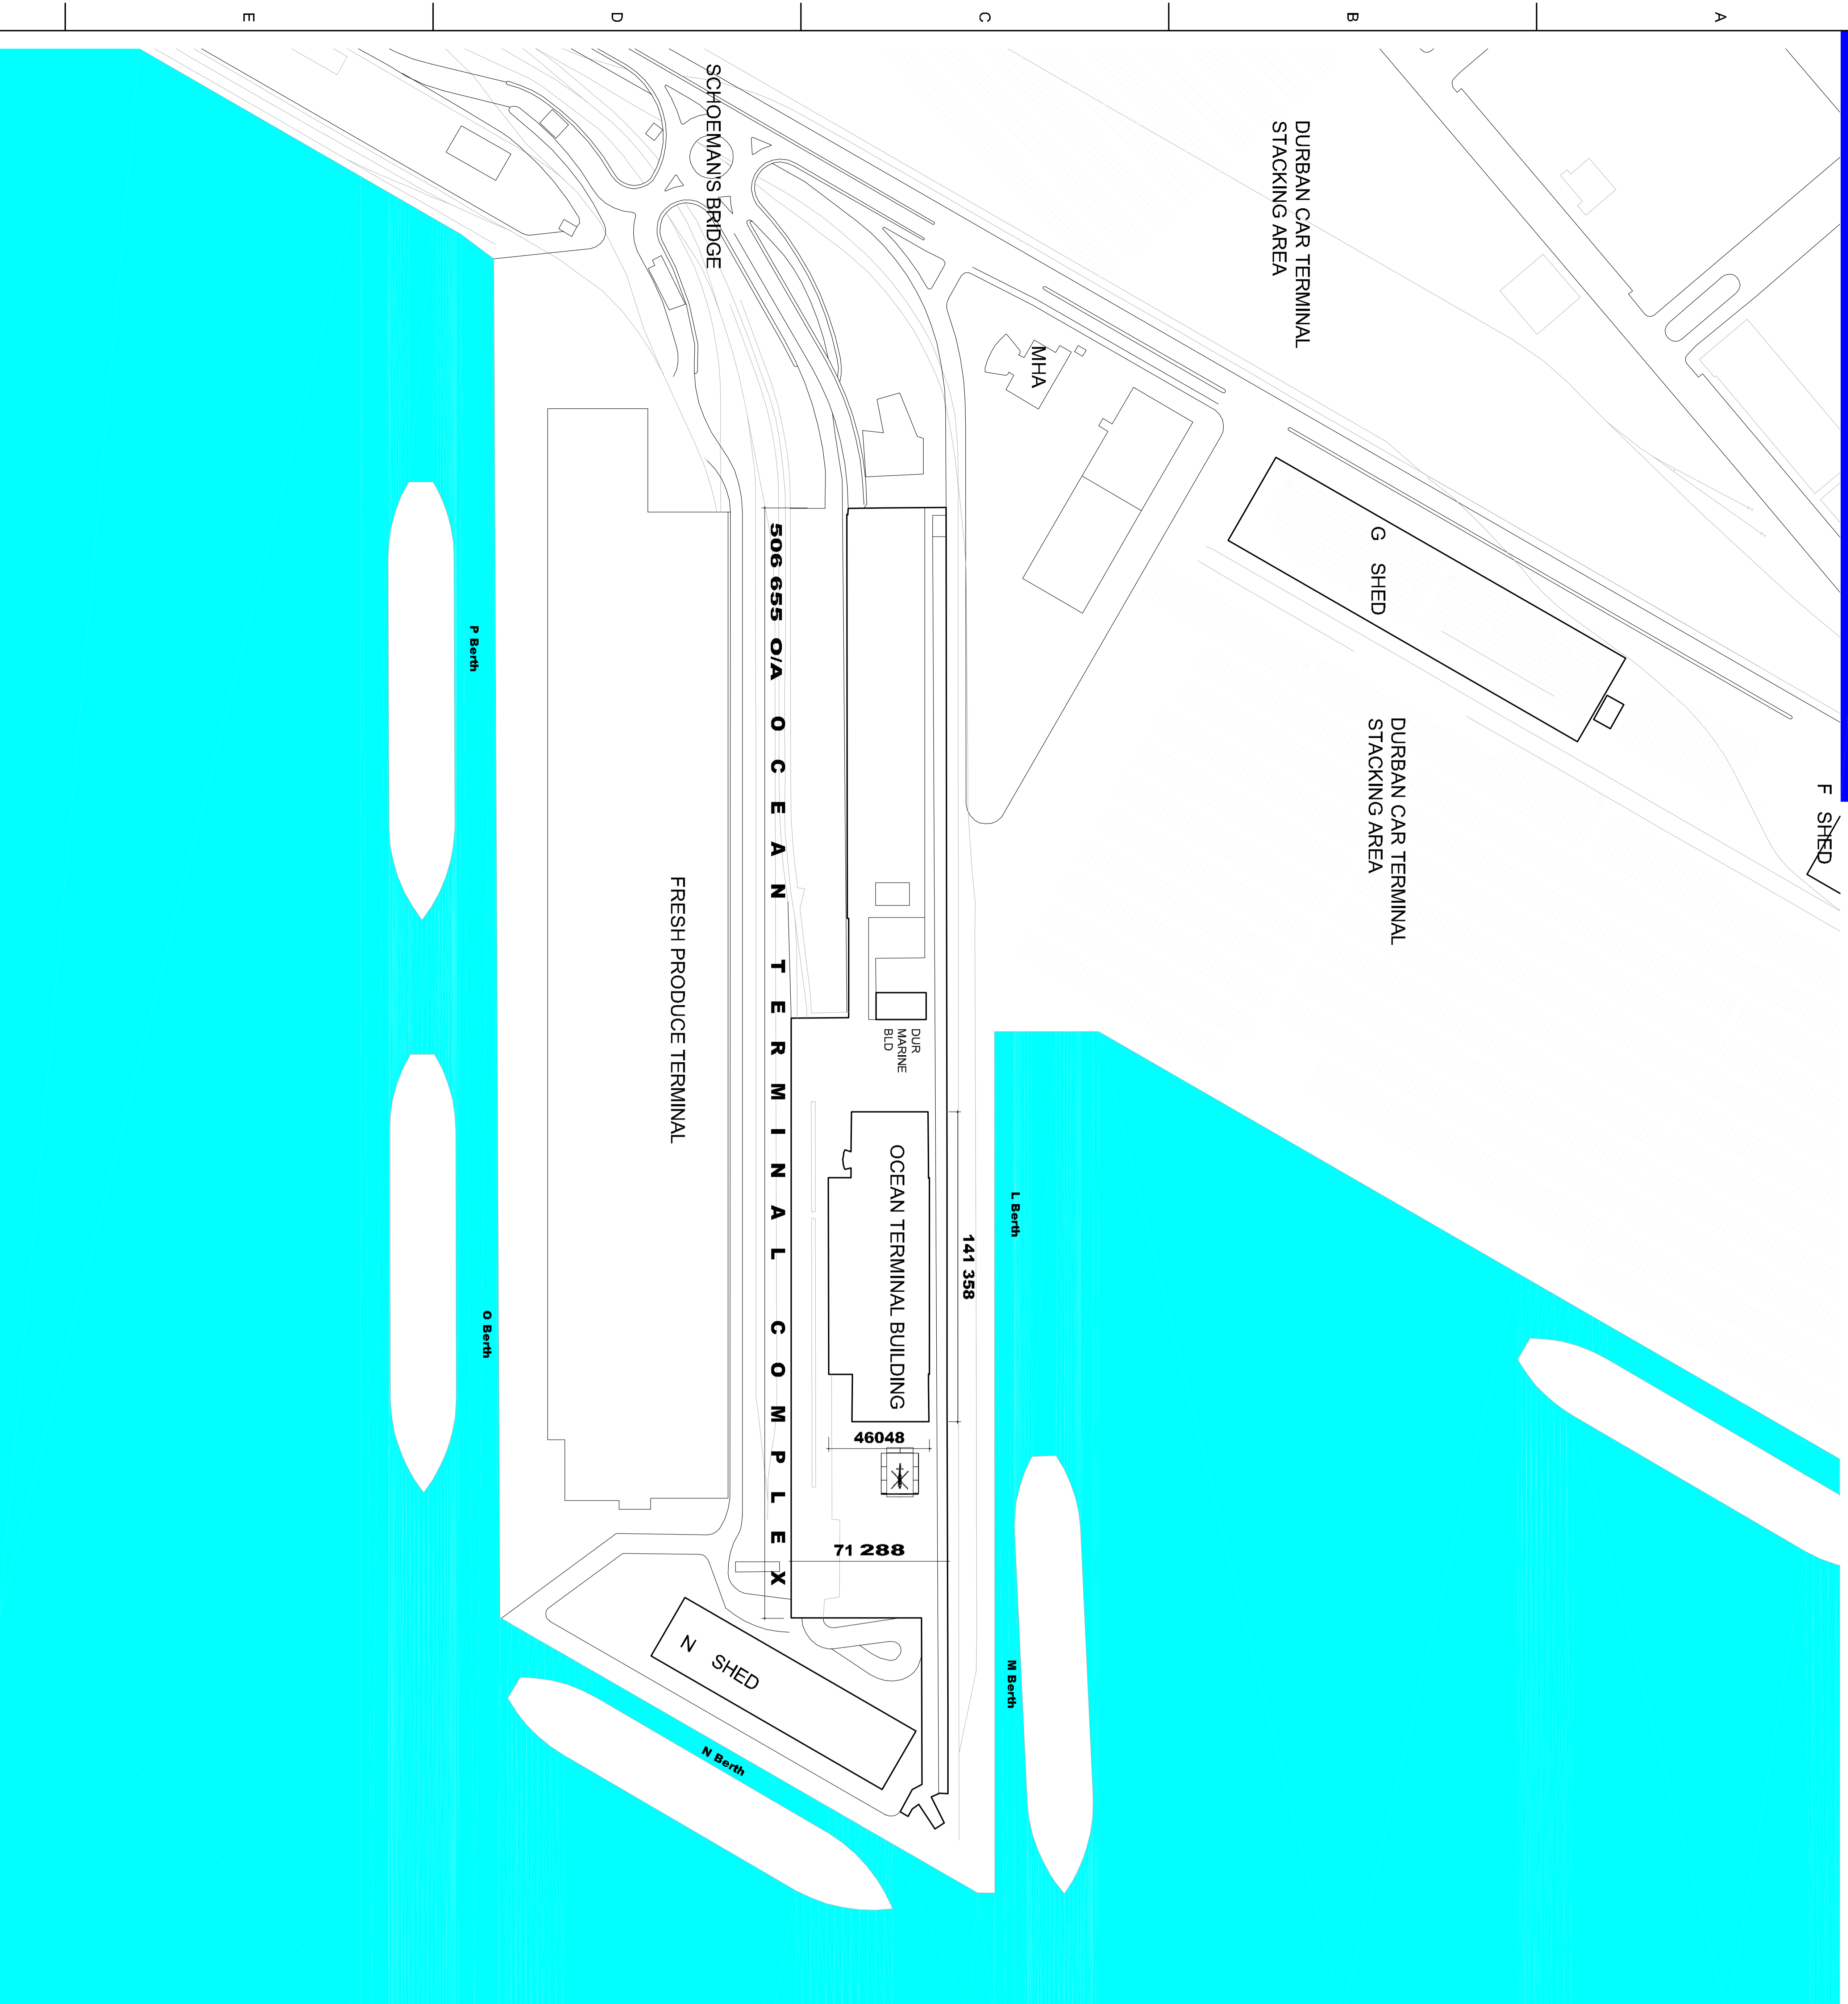 E
D
C
B
A
SCHOEMAN'S BRIDGE
DURBAN CAR TERMINAL
STACKING AREA
MHA
G SHED
DURBAN CAR TERMINAL
STACKING AREA
F SHED
P Berth
506 655 O/A OCEAN TERMINAL COMPLEX
FRESH PRODUCE TERMINAL
DUR
MARINE
BLD
OCEAN TERMINAL BUILDING
141 358
L Berth
O Berth
46048
71 288
N SHED
M Berth
N Berth